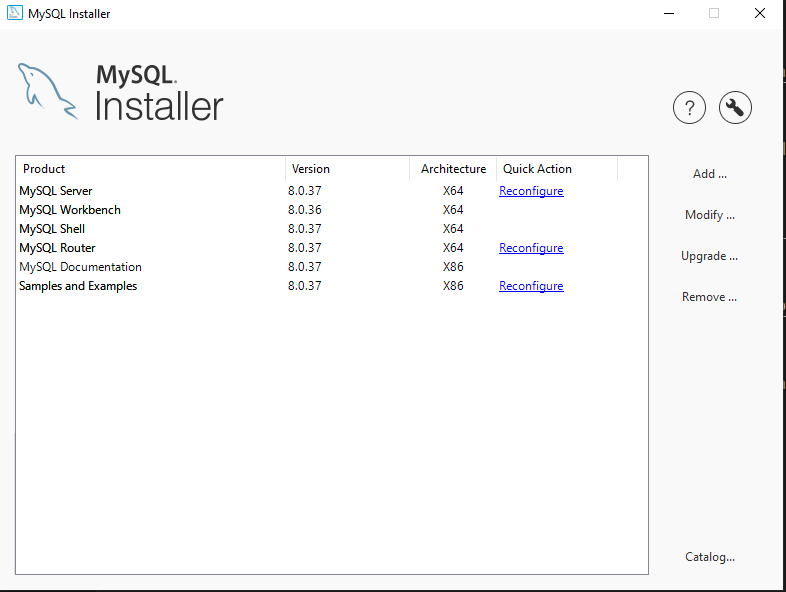 MySQL Installer
MySQL.
Installer
?
Product Version Architecture Quick Action
MySQL Server 8.0.37 X64 Reconfigure
MySQL Workbench 8.0.36 X64
MySQL Shell 8.0.37 X64
MySQL Router 8.0.37 X64 Reconfigure
MySQL Documentation 8.0.37 X86
Samples and Examples 8.0.37 X86 Reconfigure
Add ...
Modify ...
Upgrade ...
Remove ...
Catalog...